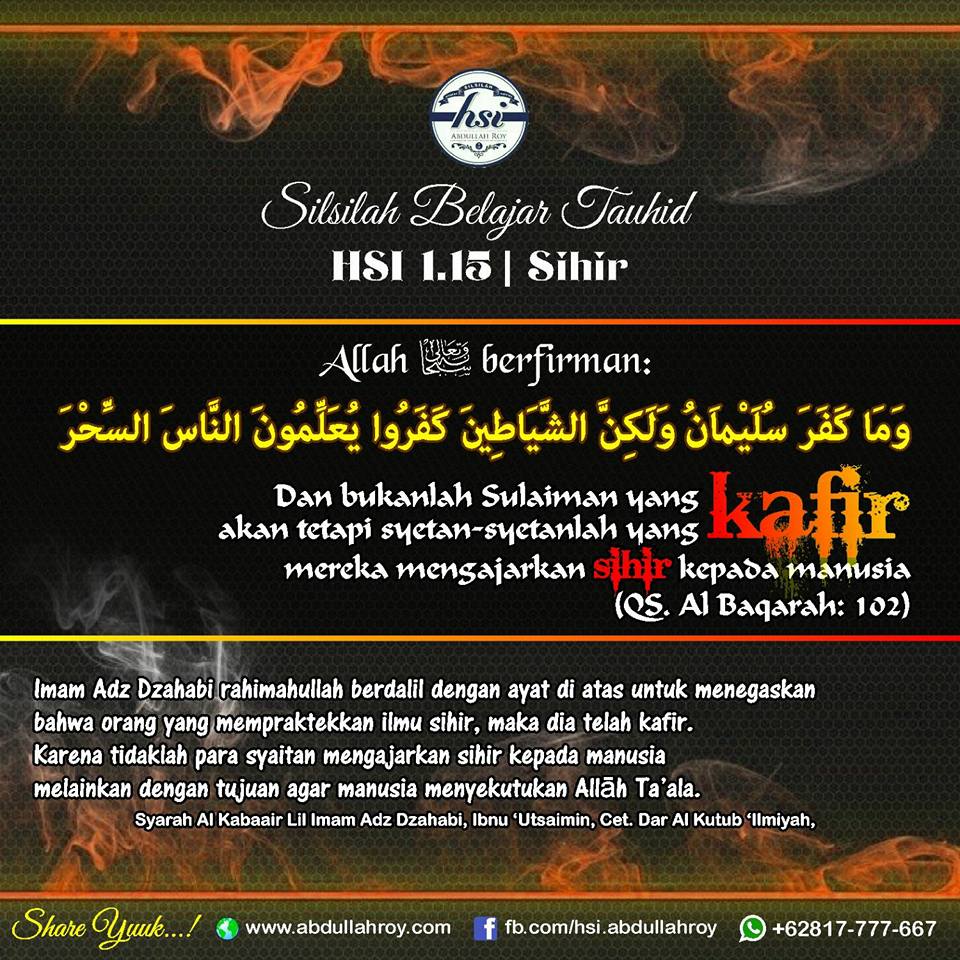 SILSILAH
hsi
ABDULLAH ROY
Silsilah Belajar Tauhid
HSI 1.15 | Sihir
Allah سبحانه وتعالى berfirman:
وَمَا كَفَرَ سُلَيْمَانُ وَلَكِنَّ الشَّيَاطِينَ كَفَرُوا يُعَلِّمُونَ النَّاسَ السِّحْرَ
Dan bukanlah Sulaiman yang kafir
akan tetapi syetan-syetanlah yang
mereka mengajarkan sihir kepada manusia
(QS. Al Baqarah: 102)
Imam Adz Dzahabi rahimahullah berdalil dengan ayat di atas untuk menegaskan
bahwa orang yang mempraktekkan ilmu sihir, maka dia telah kafir.
Karena tidaklah para syaitan mengajarkan sihir kepada manusia
melainkan dengan tujuan agar manusia menyekutukan Allāh Ta'ala.
Syarah Al Kabaair Lil Imam Adz Dzahabi, Ibnu ‘Utsaimin, Cet. Dar Al Kutub ‘Ilmiyah,
Share Yuuk...! www.abdullahroy.com fb.com/hsi.abdullahroy +62817-777-667